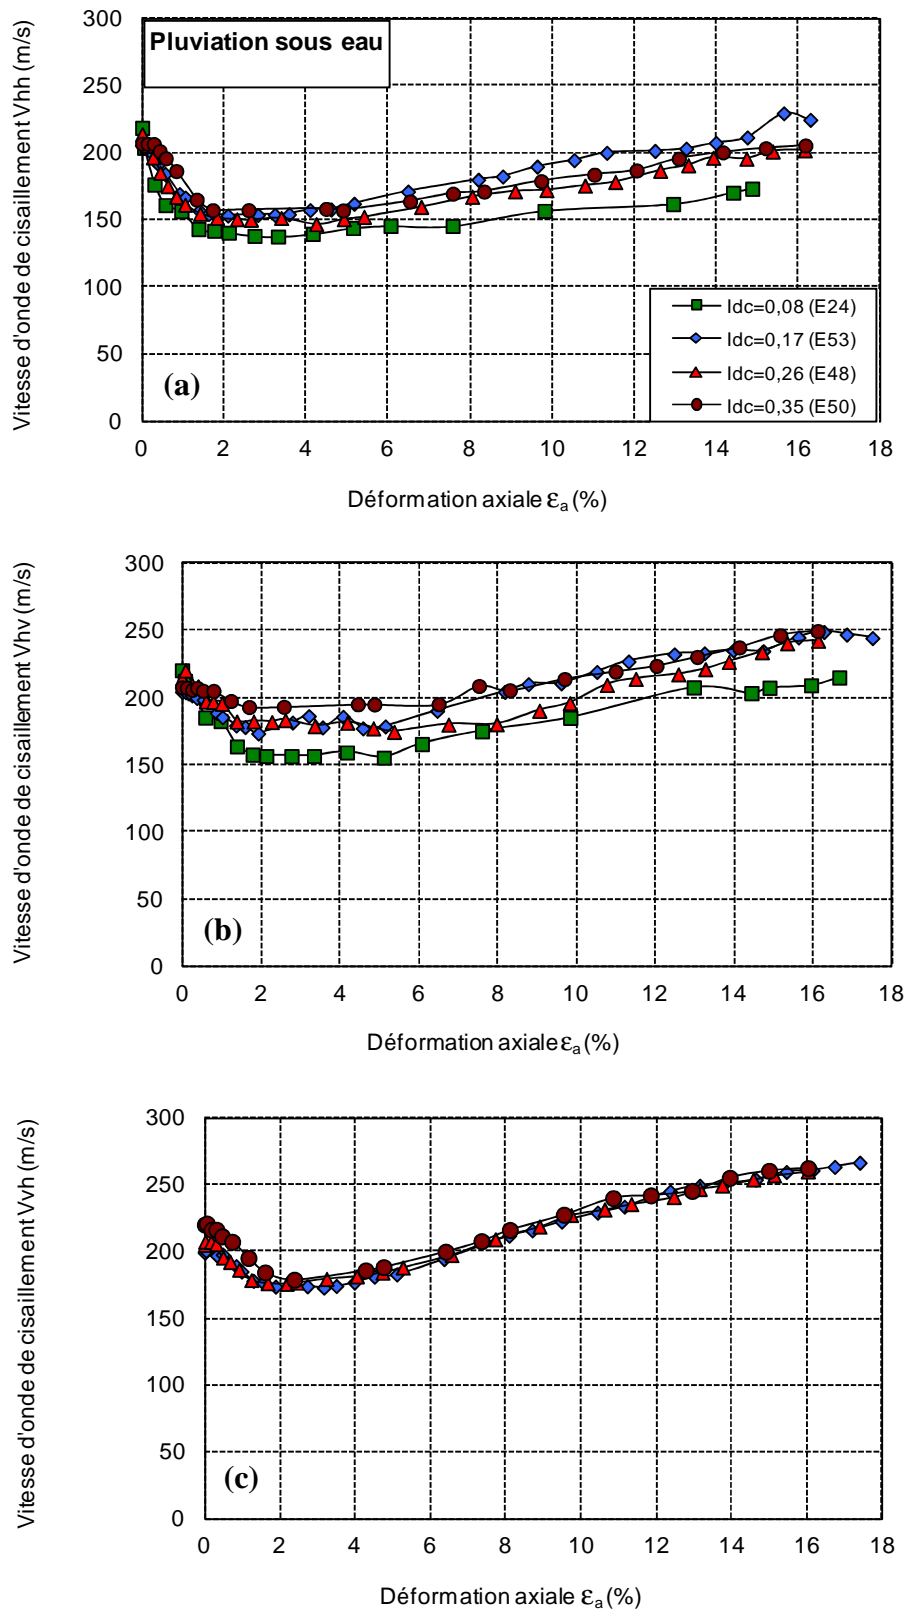 Pluviation sous eau
Vitesse d'onde de cisaillement Vhh (m/s)
300
250
200
150
100
50
0
(a)
Idc=0,08 (E24)
Idc=0,17 (E53)
Idc=0,26 (E48)
Idc=0,35 (E50)
0 2 4 6 8 10 12 14 16 18
Déformation axiale εa (%)
Vitesse d'onde de cisaillement Vhv (m/s)
300
250
200
150
100
50
0
(b)
0 2 4 6 8 10 12 14 16 18
Déformation axiale εa (%)
Vitesse d'onde de cisaillement Vvh (m/s)
300
250
200
150
100
50
0
(c)
0 2 4 6 8 10 12 14 16 18
Déformation axiale εa (%)